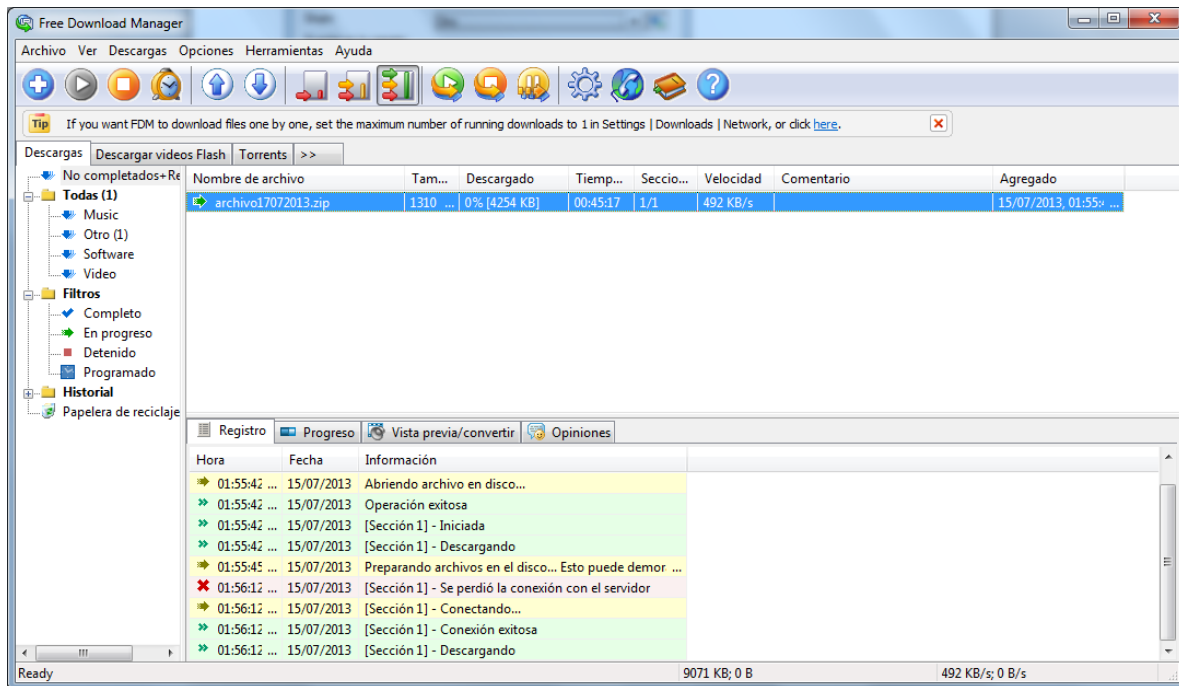 Free Download Manager
Archivo Ver Descargas Opciones Herramientas Ayuda
Tip If you want FDM to download files one by one, set the maximum number of running downloads to 1 in Settings | Downloads | Network, or click here.
Descargas Descargar videos Flash Torrents >>
No completados+Re
Todas (1)
Music
Otro (1)
Software
Video
Filtros
Completo
En progreso
Detenido
Programado
Historial
Papelera de reciclaje
Nombre de archivo Tam... Descargado Tiemp... Seccio... Velocidad Comentario Agregado
archivo17072013.zip 1310 ... 0% [4254 KB] 00:45:17 1/1 492 KB/s 15/07/2013, 01:55:4 ...
Registro Progreso Vista previa/convertir Opiniones
Hora Fecha Información
01:55:42 ... 15/07/2013 Abriendo archivo en disco...
01:55:42 ... 15/07/2013 Operación exitosa
01:55:42 ... 15/07/2013 [Sección 1] - Iniciada
01:55:42 ... 15/07/2013 [Sección 1] - Descargando
01:55:45 ... 15/07/2013 Preparando archivos en el disco... Esto puede demor ...
01:56:12 ... 15/07/2013 [Sección 1] - Se perdió la conexión con el servidor
01:56:12 ... 15/07/2013 [Sección 1] - Conectando...
01:56:12 ... 15/07/2013 [Sección 1] - Conexión exitosa
01:56:12 ... 15/07/2013 [Sección 1] - Descargando
Ready 9071 KB; 0 B 492 KB/s; 0 B/s